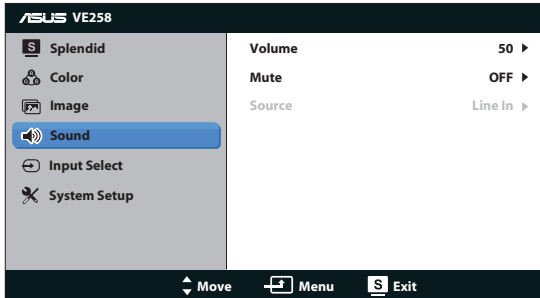 ASUS VE258
S Splendid
Color
Image
Sound
Input Select
System Setup
Volume 50
Mute OFF
Source Line In
Move Menu S Exit